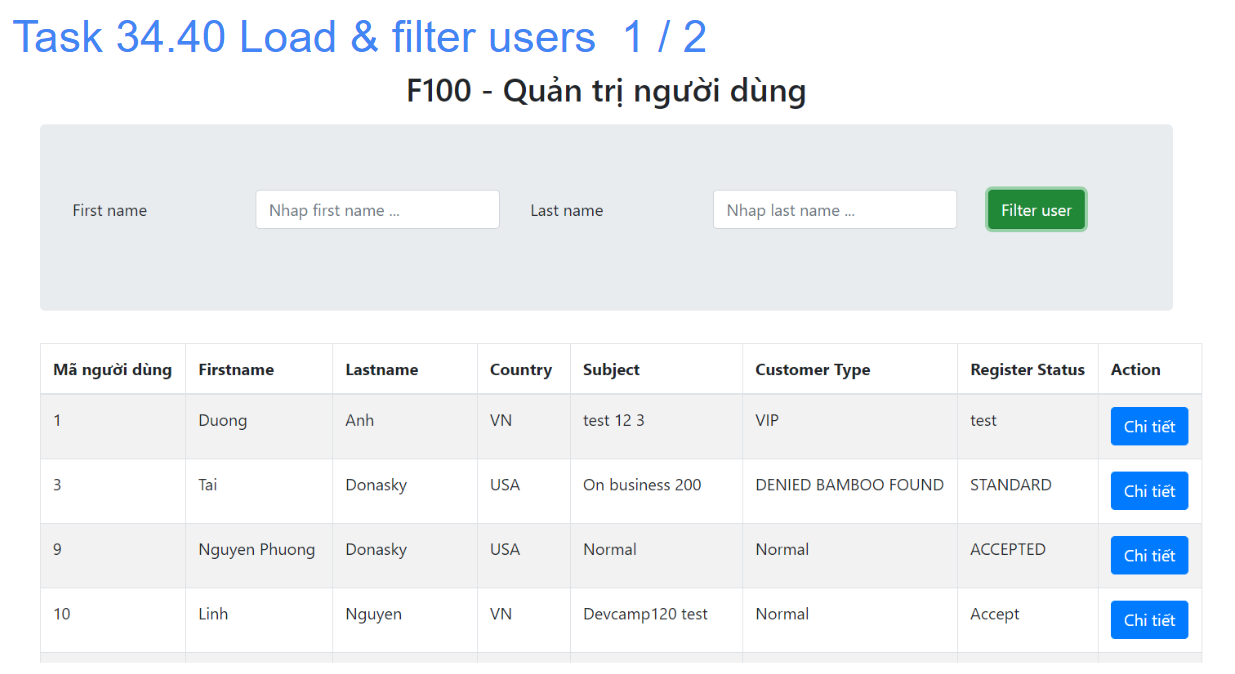 Task 34.40 Load & filter users 1 / 2
F100 - Quản trị người dùng
First name Nhap first name ... Last name Nhap last name ... Filter user
Mã người dùng Firstname Lastname Country Subject Customer Type Register Status Action
1 Duong Anh VN test 12 3 VIP test Chi tiết
3 Tai Donasky USA On business 200 DENIED BAMBOO FOUND STANDARD Chi tiết
9 Nguyen Phuong Donasky USA Normal Normal ACCEPTED Chi tiết
10 Linh Nguyen VN Devcamp120 test Normal Accept Chi tiết